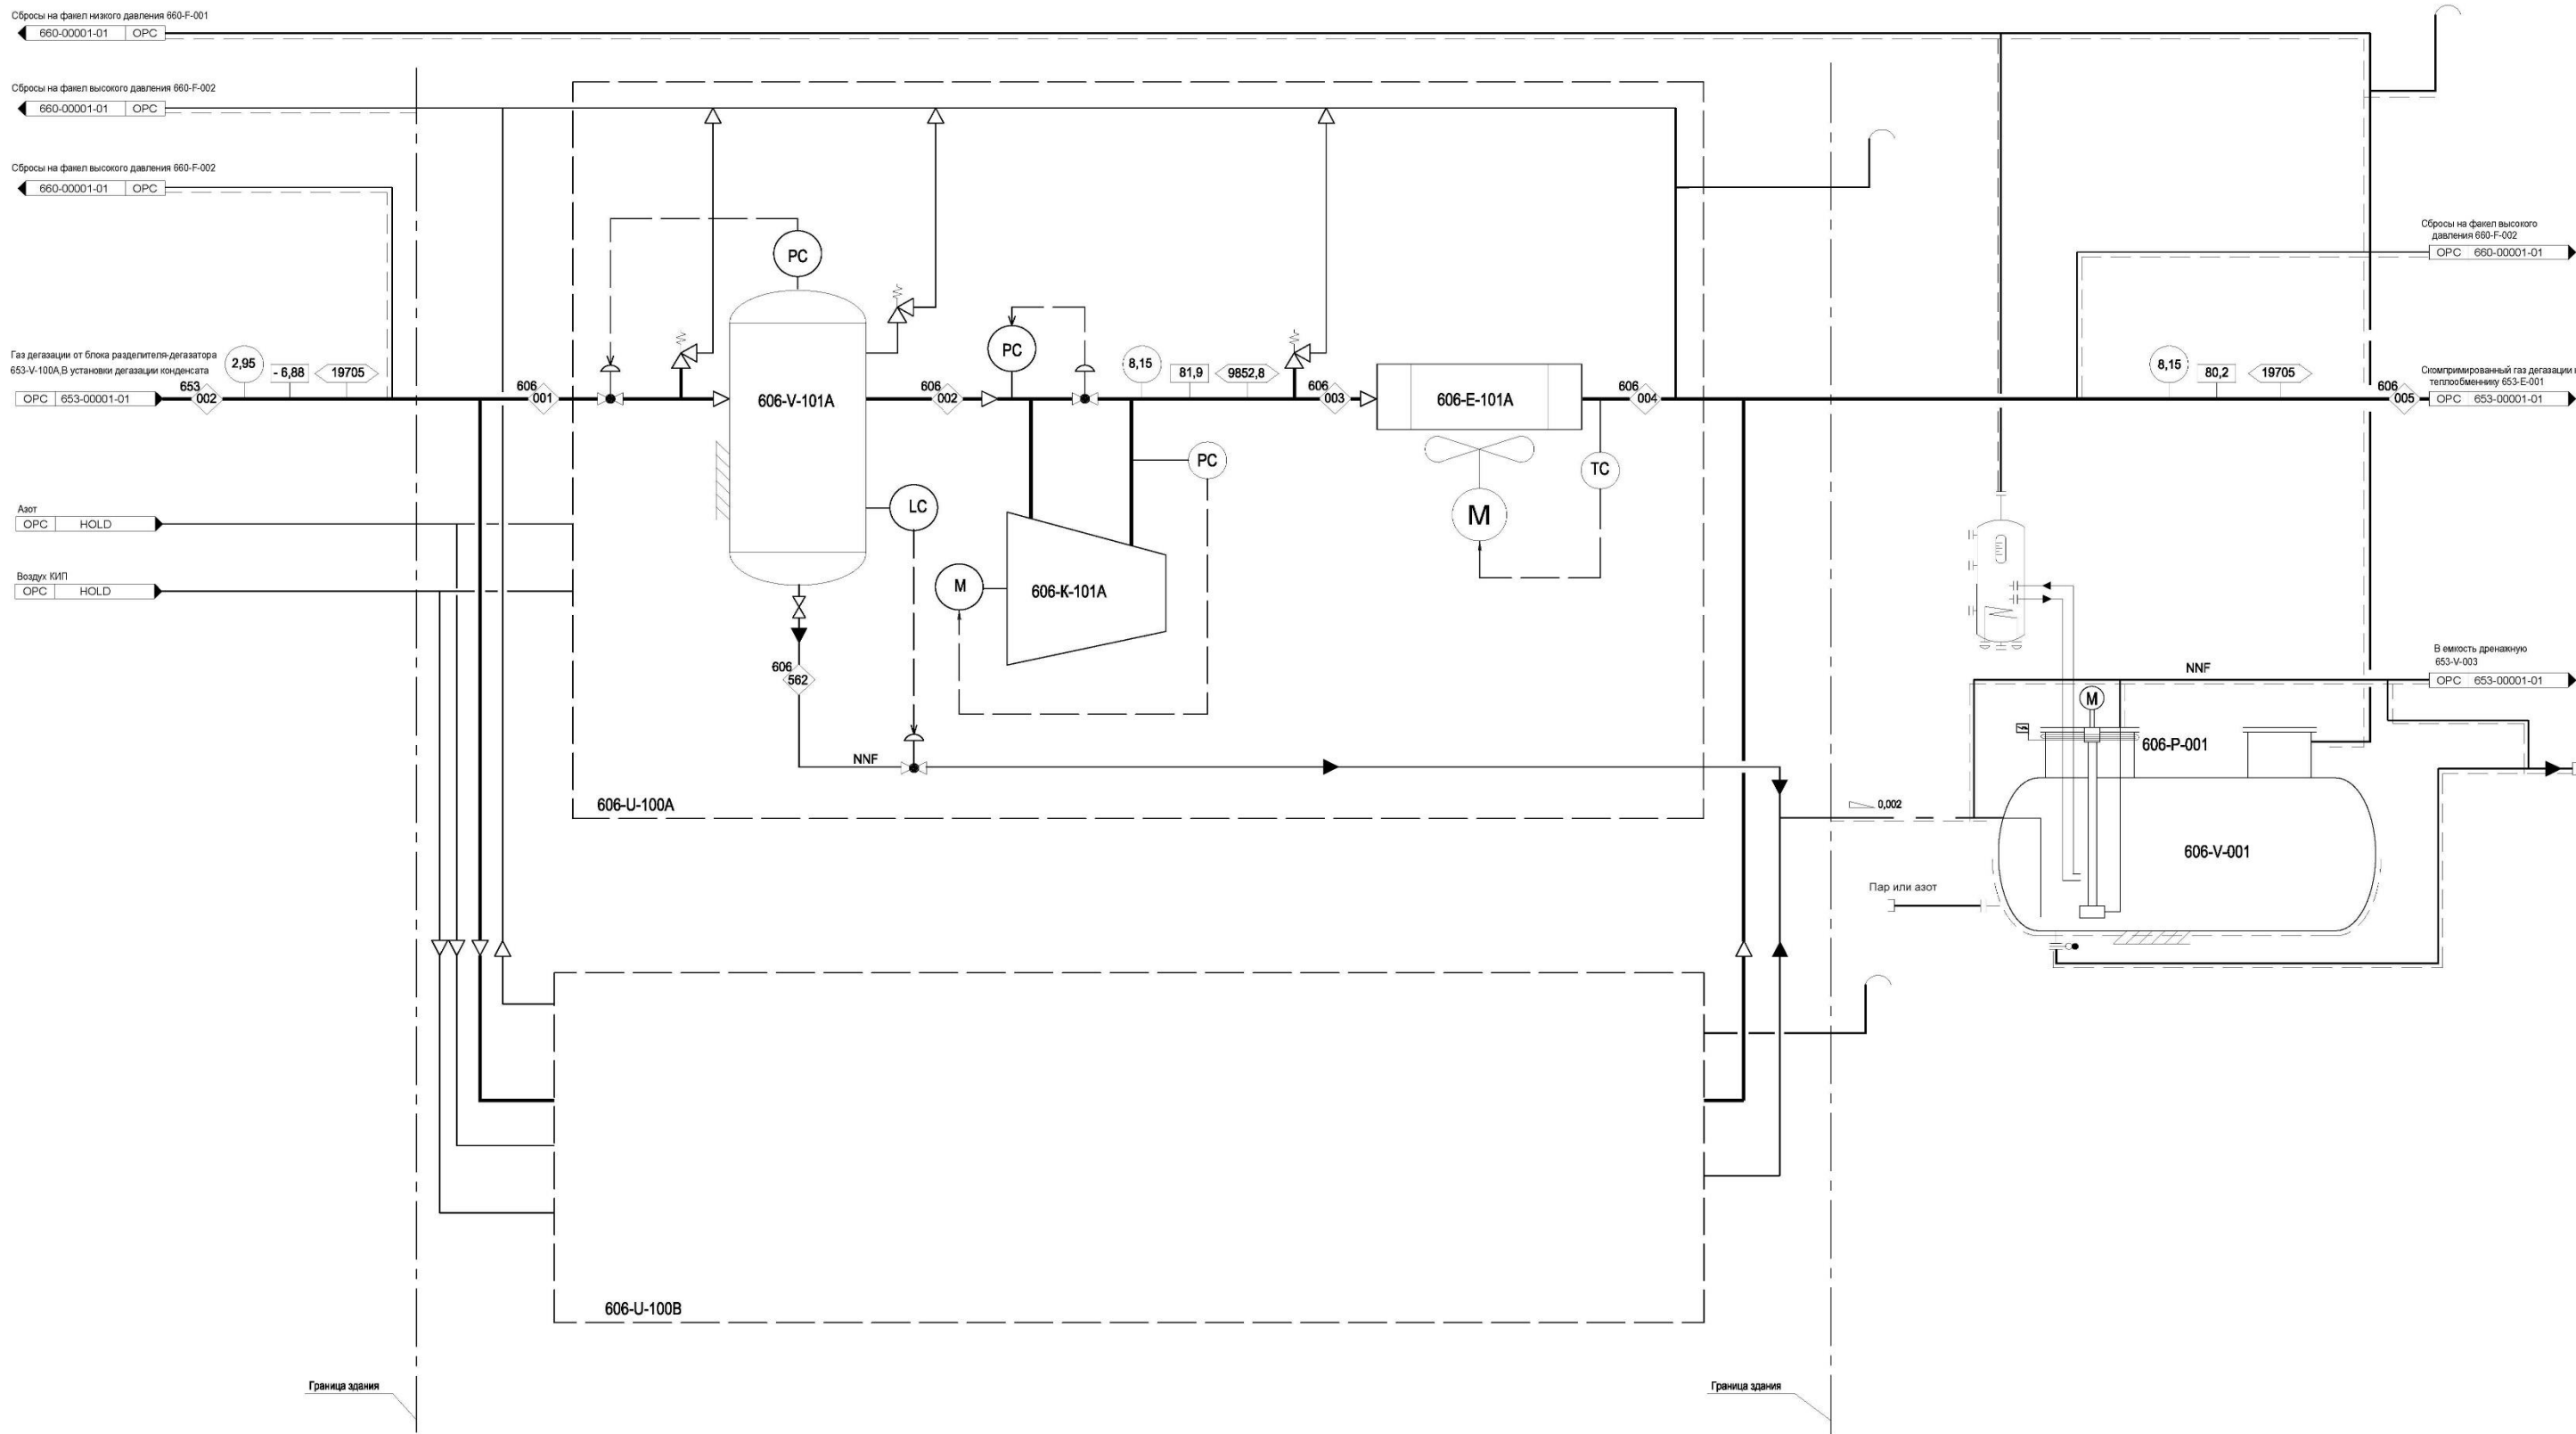 Сбросы на факел низкого давления 660-F-001
660-00001-01 OPC
Сбросы на факел высокого давления 660-F-002
660-00001-01 OPC
Сбросы на факел высокого давления 660-F-002
660-00001-01 OPC
Сбросы на факел высокого
давления 660-F-002
OPC 660-00001-01
PC
PC
Газ дегазации от блока разделителя-дегазатора
653-V-100A,B установки дегазации конденсата
OPC 653-00001-01
653
002
2,95
- 6,88
19705
606
001
606-V-101A
606
002
8,15
81,9
9852,8
606
003
606-E-101A
606
004
8,15
80,2
19705
606
005
Скомпримированный газ дегазации к
теплообменнику 653-E-001
OPC 653-00001-01
PC
TC
LC
M
Азот
OPC HOLD
Воздух КИП
OPC HOLD
M
606-K-101A
606
562
NNF
В емкость дренажную
653-V-003
OPC 653-00001-01
NNF
M
606-P-001
606-U-100A
0,002
606-V-001
Пар или азот
606-U-100B
Граница здания
Граница здания